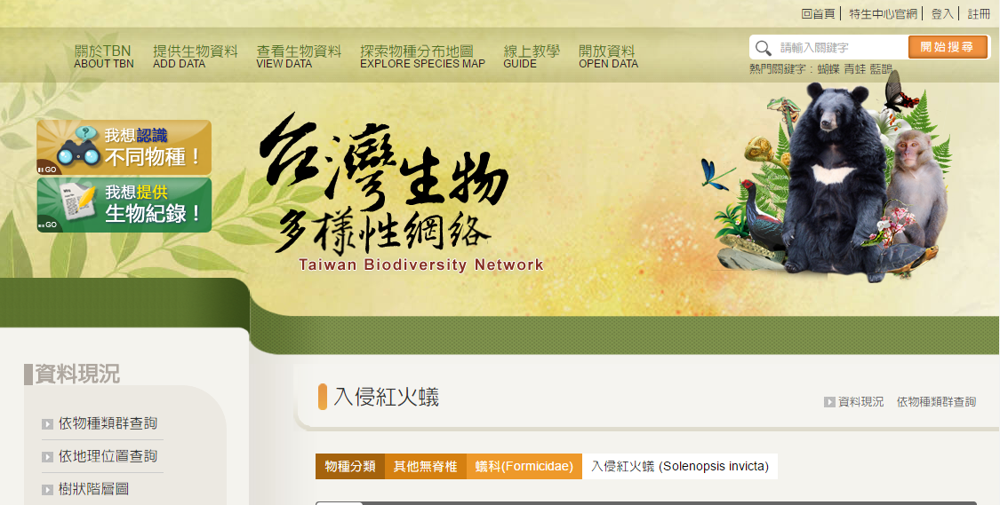 回首頁 特生中心官網 登入 註冊
關於TBN 提供生物資料 查看生物資料 探索物種分布地圖 線上教學 開放資料
ABOUT TBN ADD DATA VIEW DATA EXPLORE SPECIES MAP GUIDE OPEN DATA
請輸入關鍵字 開始搜尋
熱門關鍵字：蝴蝶 青蛙 藍鵲
我想認識
不同物種！
GO
我想提供
生物紀錄！
GO
台灣生物
多樣性網絡
Taiwan Biodiversity Network
資料現況
依物種類群查詢
依地理位置查詢
樹狀階層圖
入侵紅火蟻
資料現況 依物種類群查詢
物種分類 其他無脊椎 蟻科(Formicidae) 入侵紅火蟻 (Solenopsis invicta)